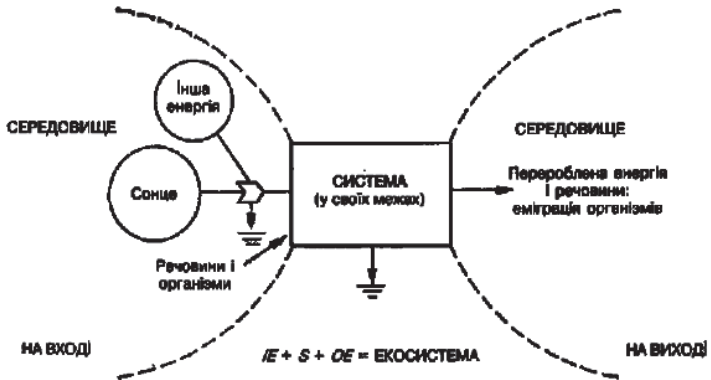 Інша
енергія
СЕРЕДОВИЩЕ
СЕРЕДОВИЩЕ
Сонце
СИСТЕМА
(у своїх межах)
Перероблена енергія
і речовини:
еміграція організмів
Речовини і
організми
НА ВХОДІ
IE + S + OE = ЕКОСИСТЕМА
НА ВИХОДІ